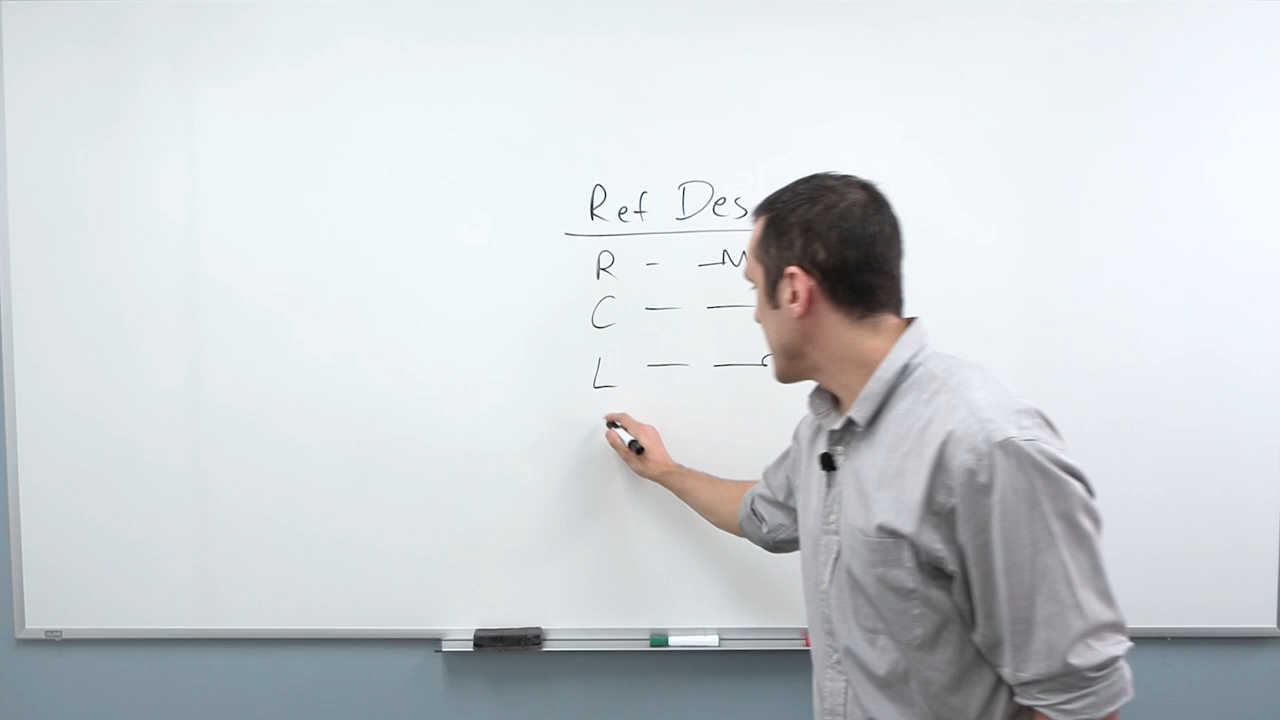 Ref Des
R -
C —
L —